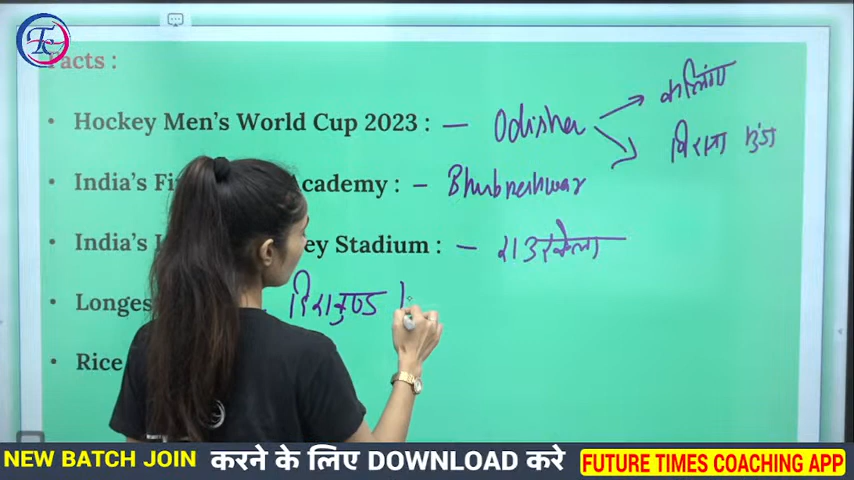 Facts :
• Hockey Men's World Cup 2023 : — Odisha कलिंग
बिरसा मुंडा
• India's Fi Academy : — Bhubneshwar
• India's L ey Stadium : — राउरकेला
• Longes हिराकुण्ड
• Rice
NEW BATCH JOIN करने के लिए DOWNLOAD करे FUTURE TIMES COACHING APP